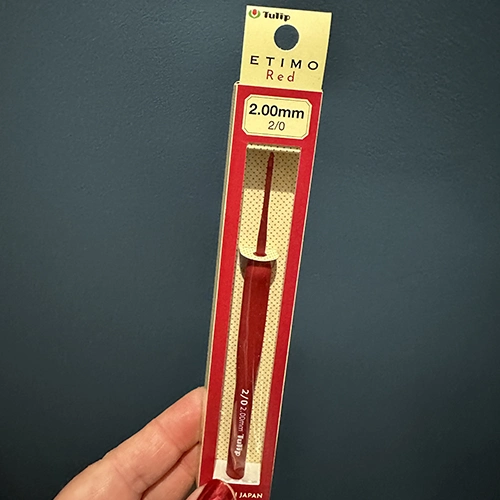 Tulip
ETIMO
Red
2.00mm
2/0
2/0 2.00mm Tulip
JAPAN